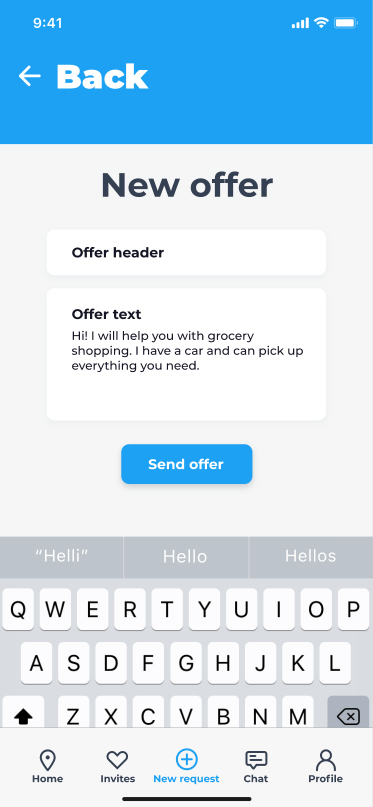 9:41
Back
New offer
Offer header
Offer text
Hi! I will help you with grocery
shopping. I have a car and can pick up
everything you need.
Send offer
“Helli” Hello Hellos
Q W E R T Y U I O P
A S D F G H J K L
Z X C V B N M
Home Invites New request Chat Profile